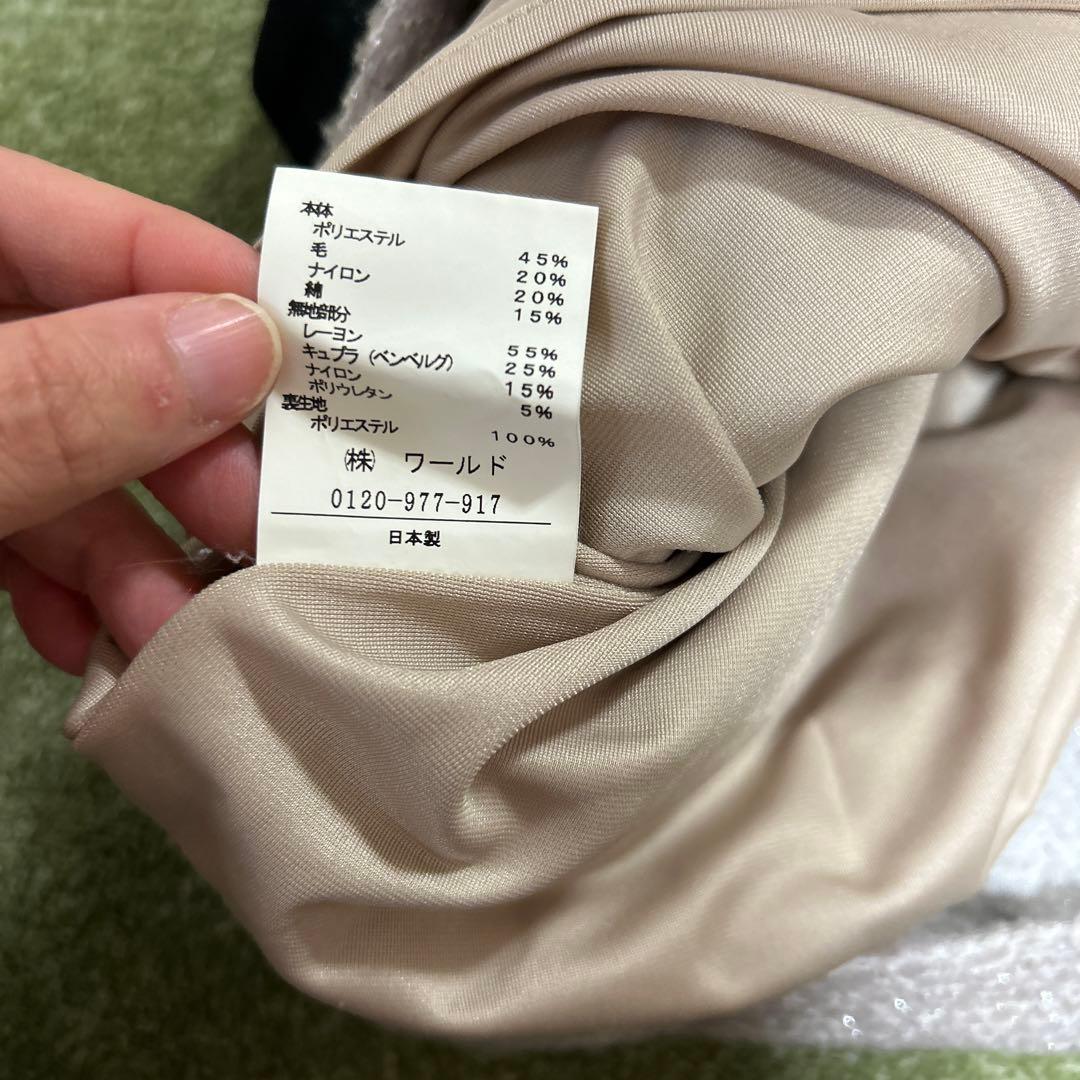 本体
ポリエステル 45%
毛 20%
ナイロン 20%
綿 15%
無地部分
レーヨン 55%
キュプラ（ベンベルグ） 25%
ナイロン 15%
ポリウレタン 5%
裏生地
ポリエステル 100%
㈱ ワールド
0120-977-917
日本製